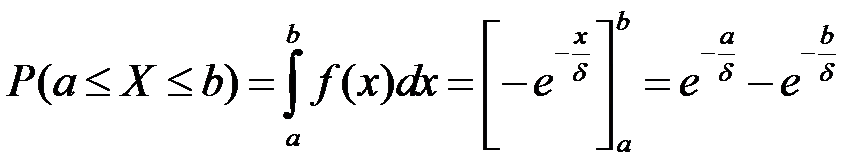 P(a ≤ X ≤ b) = ∫_a^b f(x)dx = [−e^{−x/δ}]_a^b = e^{−a/δ} − e^{−b/δ}